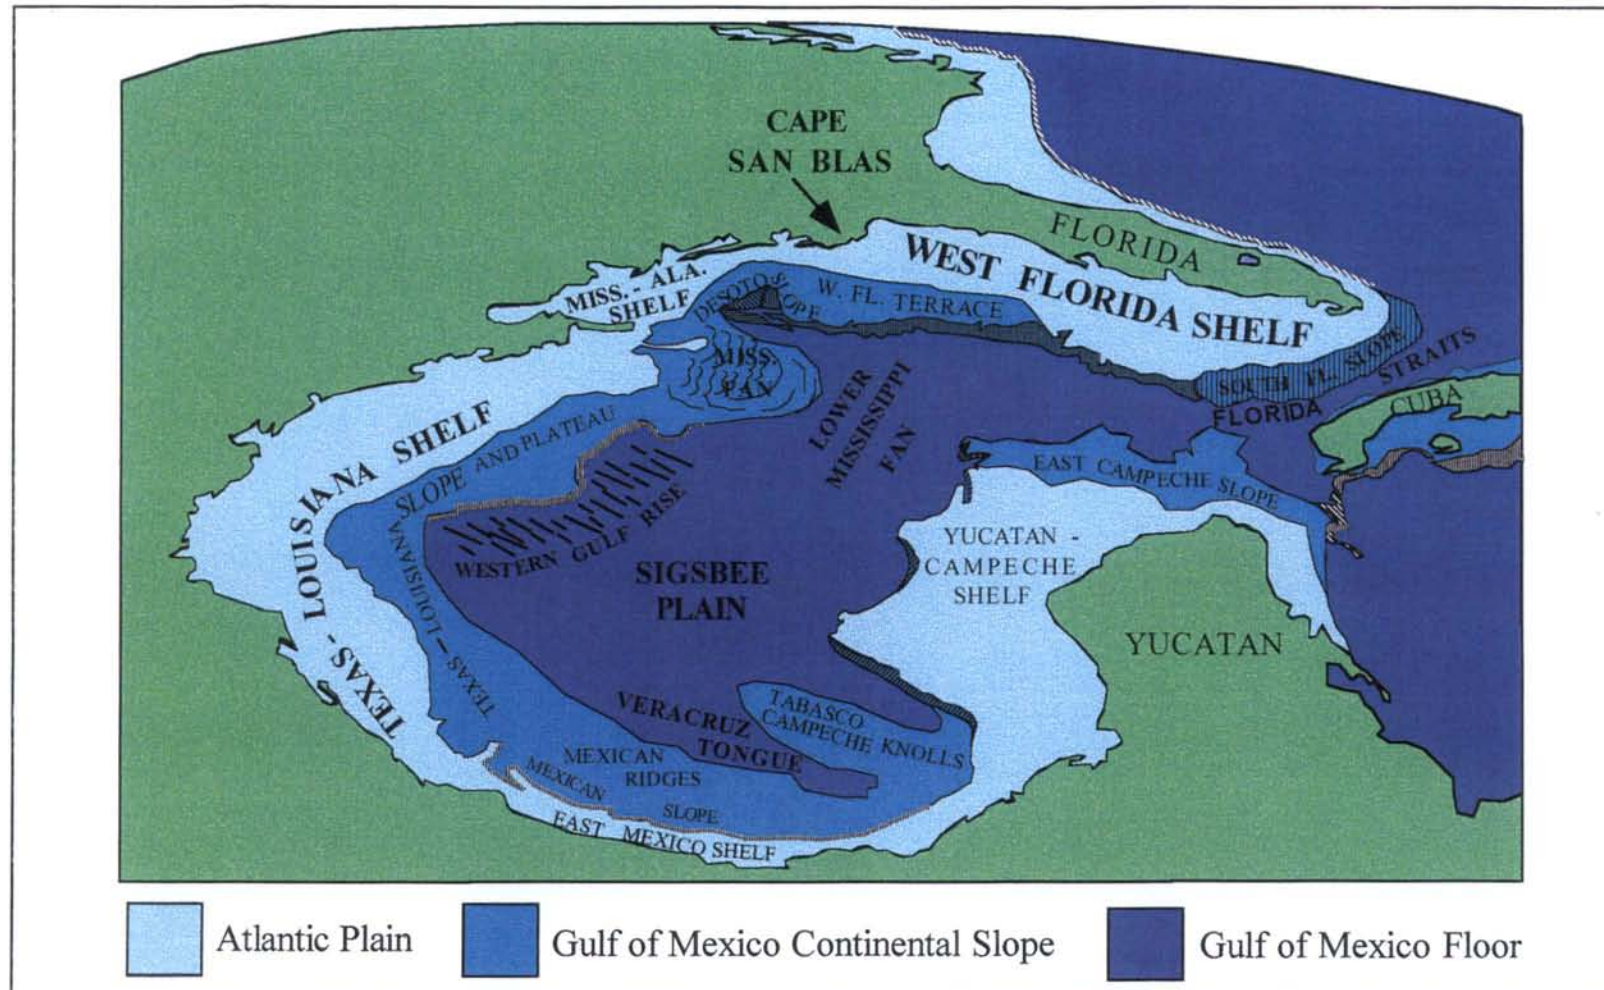 CAPE
SAN BLAS
FLORIDA
WEST FLORIDA SHELF
MISS. - ALA.
SHELF
DESOTO
SLOPE
W. FL. TERRACE
MISS.
FAN
LOWER
MISSISSIPPI
FAN
SOUTH FL. SLOPE
STRAITS
FLORIDA
CUBA
TEXAS - LOUISIANA SHELF
SLOPE AND PLATEAU
TEXAS - LOUISIANA
WESTERN GULF RISE
EAST CAMPECHE SLOPE
YUCATAN -
CAMPECHE
SHELF
SIGSBEE
PLAIN
YUCATAN
VERACRUZ
TONGUE
TABASCO
CAMPECHE KNOLLS
MEXICAN
RIDGES
MEXICAN
SLOPE
EAST MEXICO SHELF
Atlantic Plain
Gulf of Mexico Continental Slope
Gulf of Mexico Floor